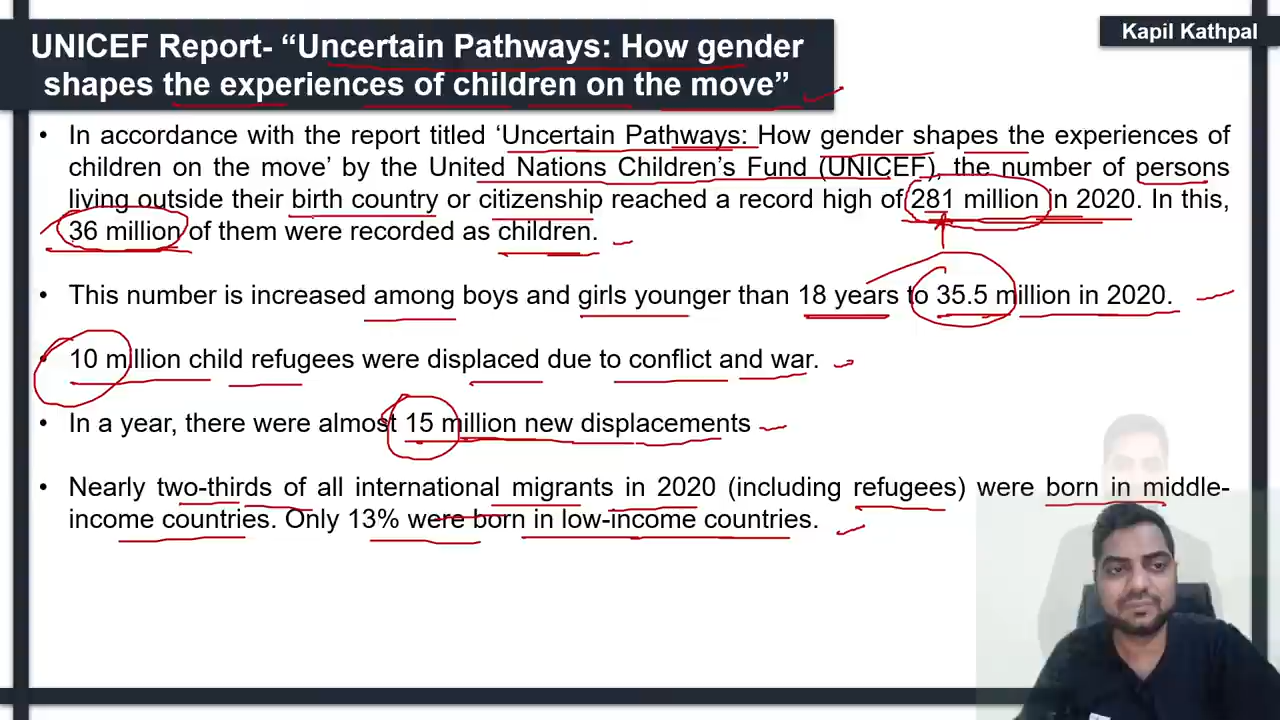 UNICEF Report- “Uncertain Pathways: How gender
shapes the experiences of children on the move”
Kapil Kathpal
• In accordance with the report titled ‘Uncertain Pathways: How gender shapes the experiences of
children on the move’ by the United Nations Children’s Fund (UNICEF), the number of persons
living outside their birth country or citizenship reached a record high of 281 million in 2020. In this,
36 million of them were recorded as children.
• This number is increased among boys and girls younger than 18 years to 35.5 million in 2020.
• 10 million child refugees were displaced due to conflict and war.
• In a year, there were almost 15 million new displacements
• Nearly two-thirds of all international migrants in 2020 (including refugees) were born in middle-
income countries. Only 13% were born in low-income countries.